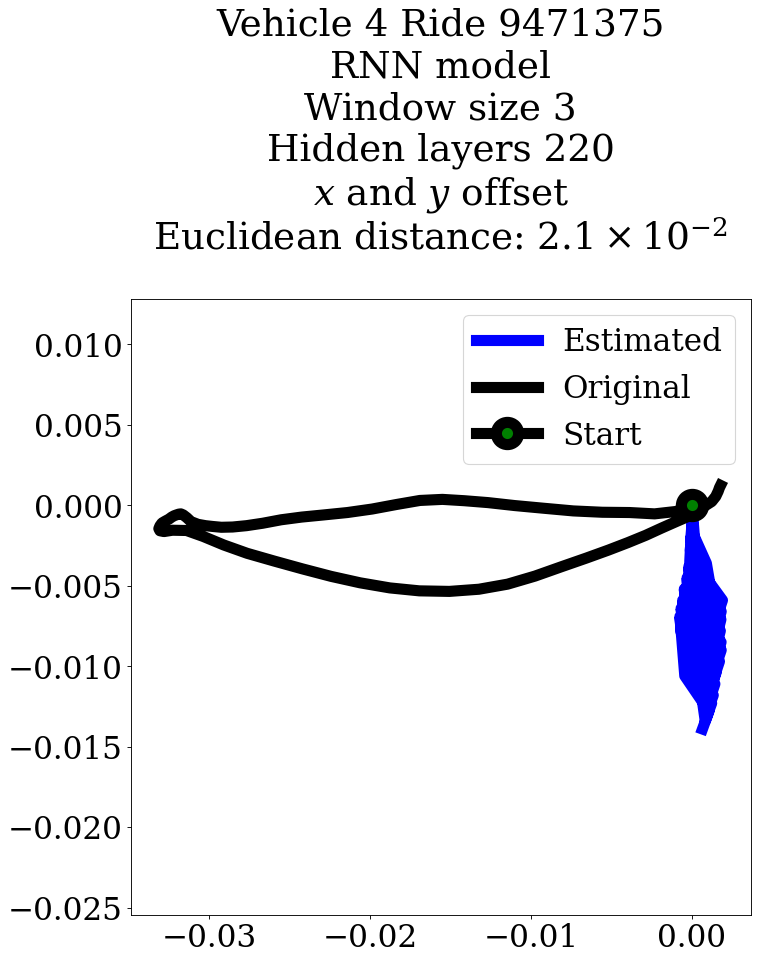 Vehicle 4 Ride 9471375
RNN model
Window size 3
Hidden layers 220
x and y offset
Euclidean distance: 2.1 × 10⁻²
Estimated
Original
Start
0.010
0.005
0.000
−0.005
−0.010
−0.015
−0.020
−0.025
−0.03 −0.02 −0.01 0.00